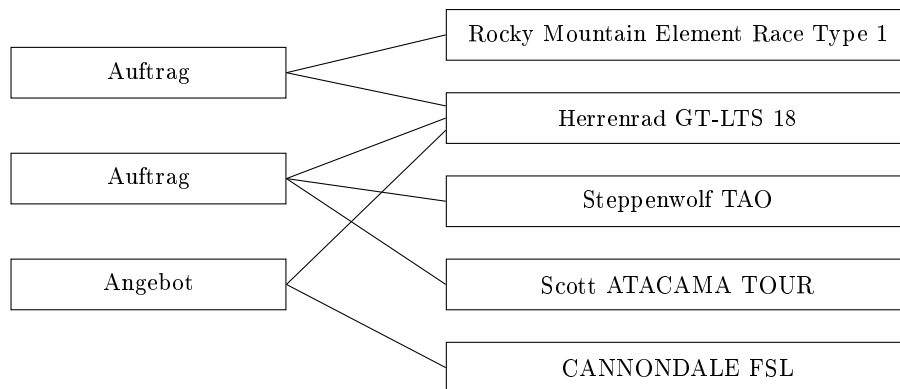 Rocky Mountain Element Race Type 1
Auftrag
Herrenrad GT-LTS 18
Auftrag
Steppenwolf TAO
Angebot
Scott ATACAMA TOUR
CANNONDALE FSL